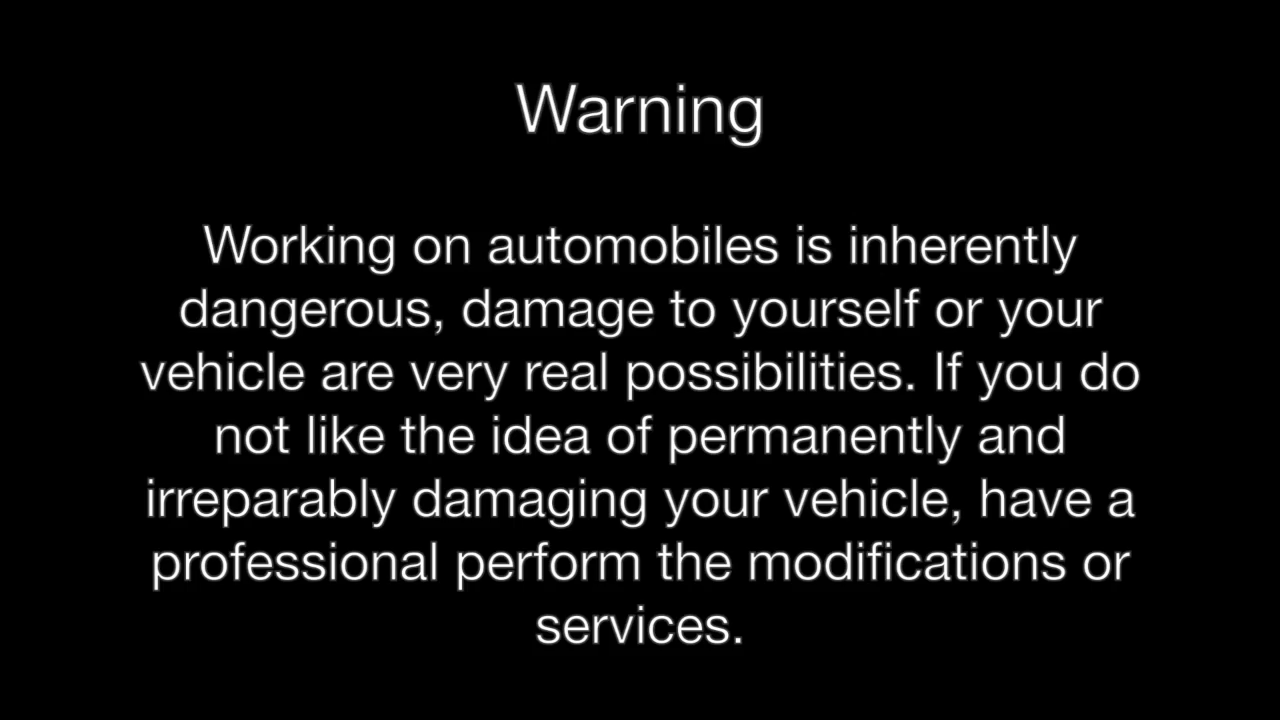 Warning
Working on automobiles is inherently
dangerous, damage to yourself or your
vehicle are very real possibilities. If you do
not like the idea of permanently and
irreparably damaging your vehicle, have a
professional perform the modifications or
services.